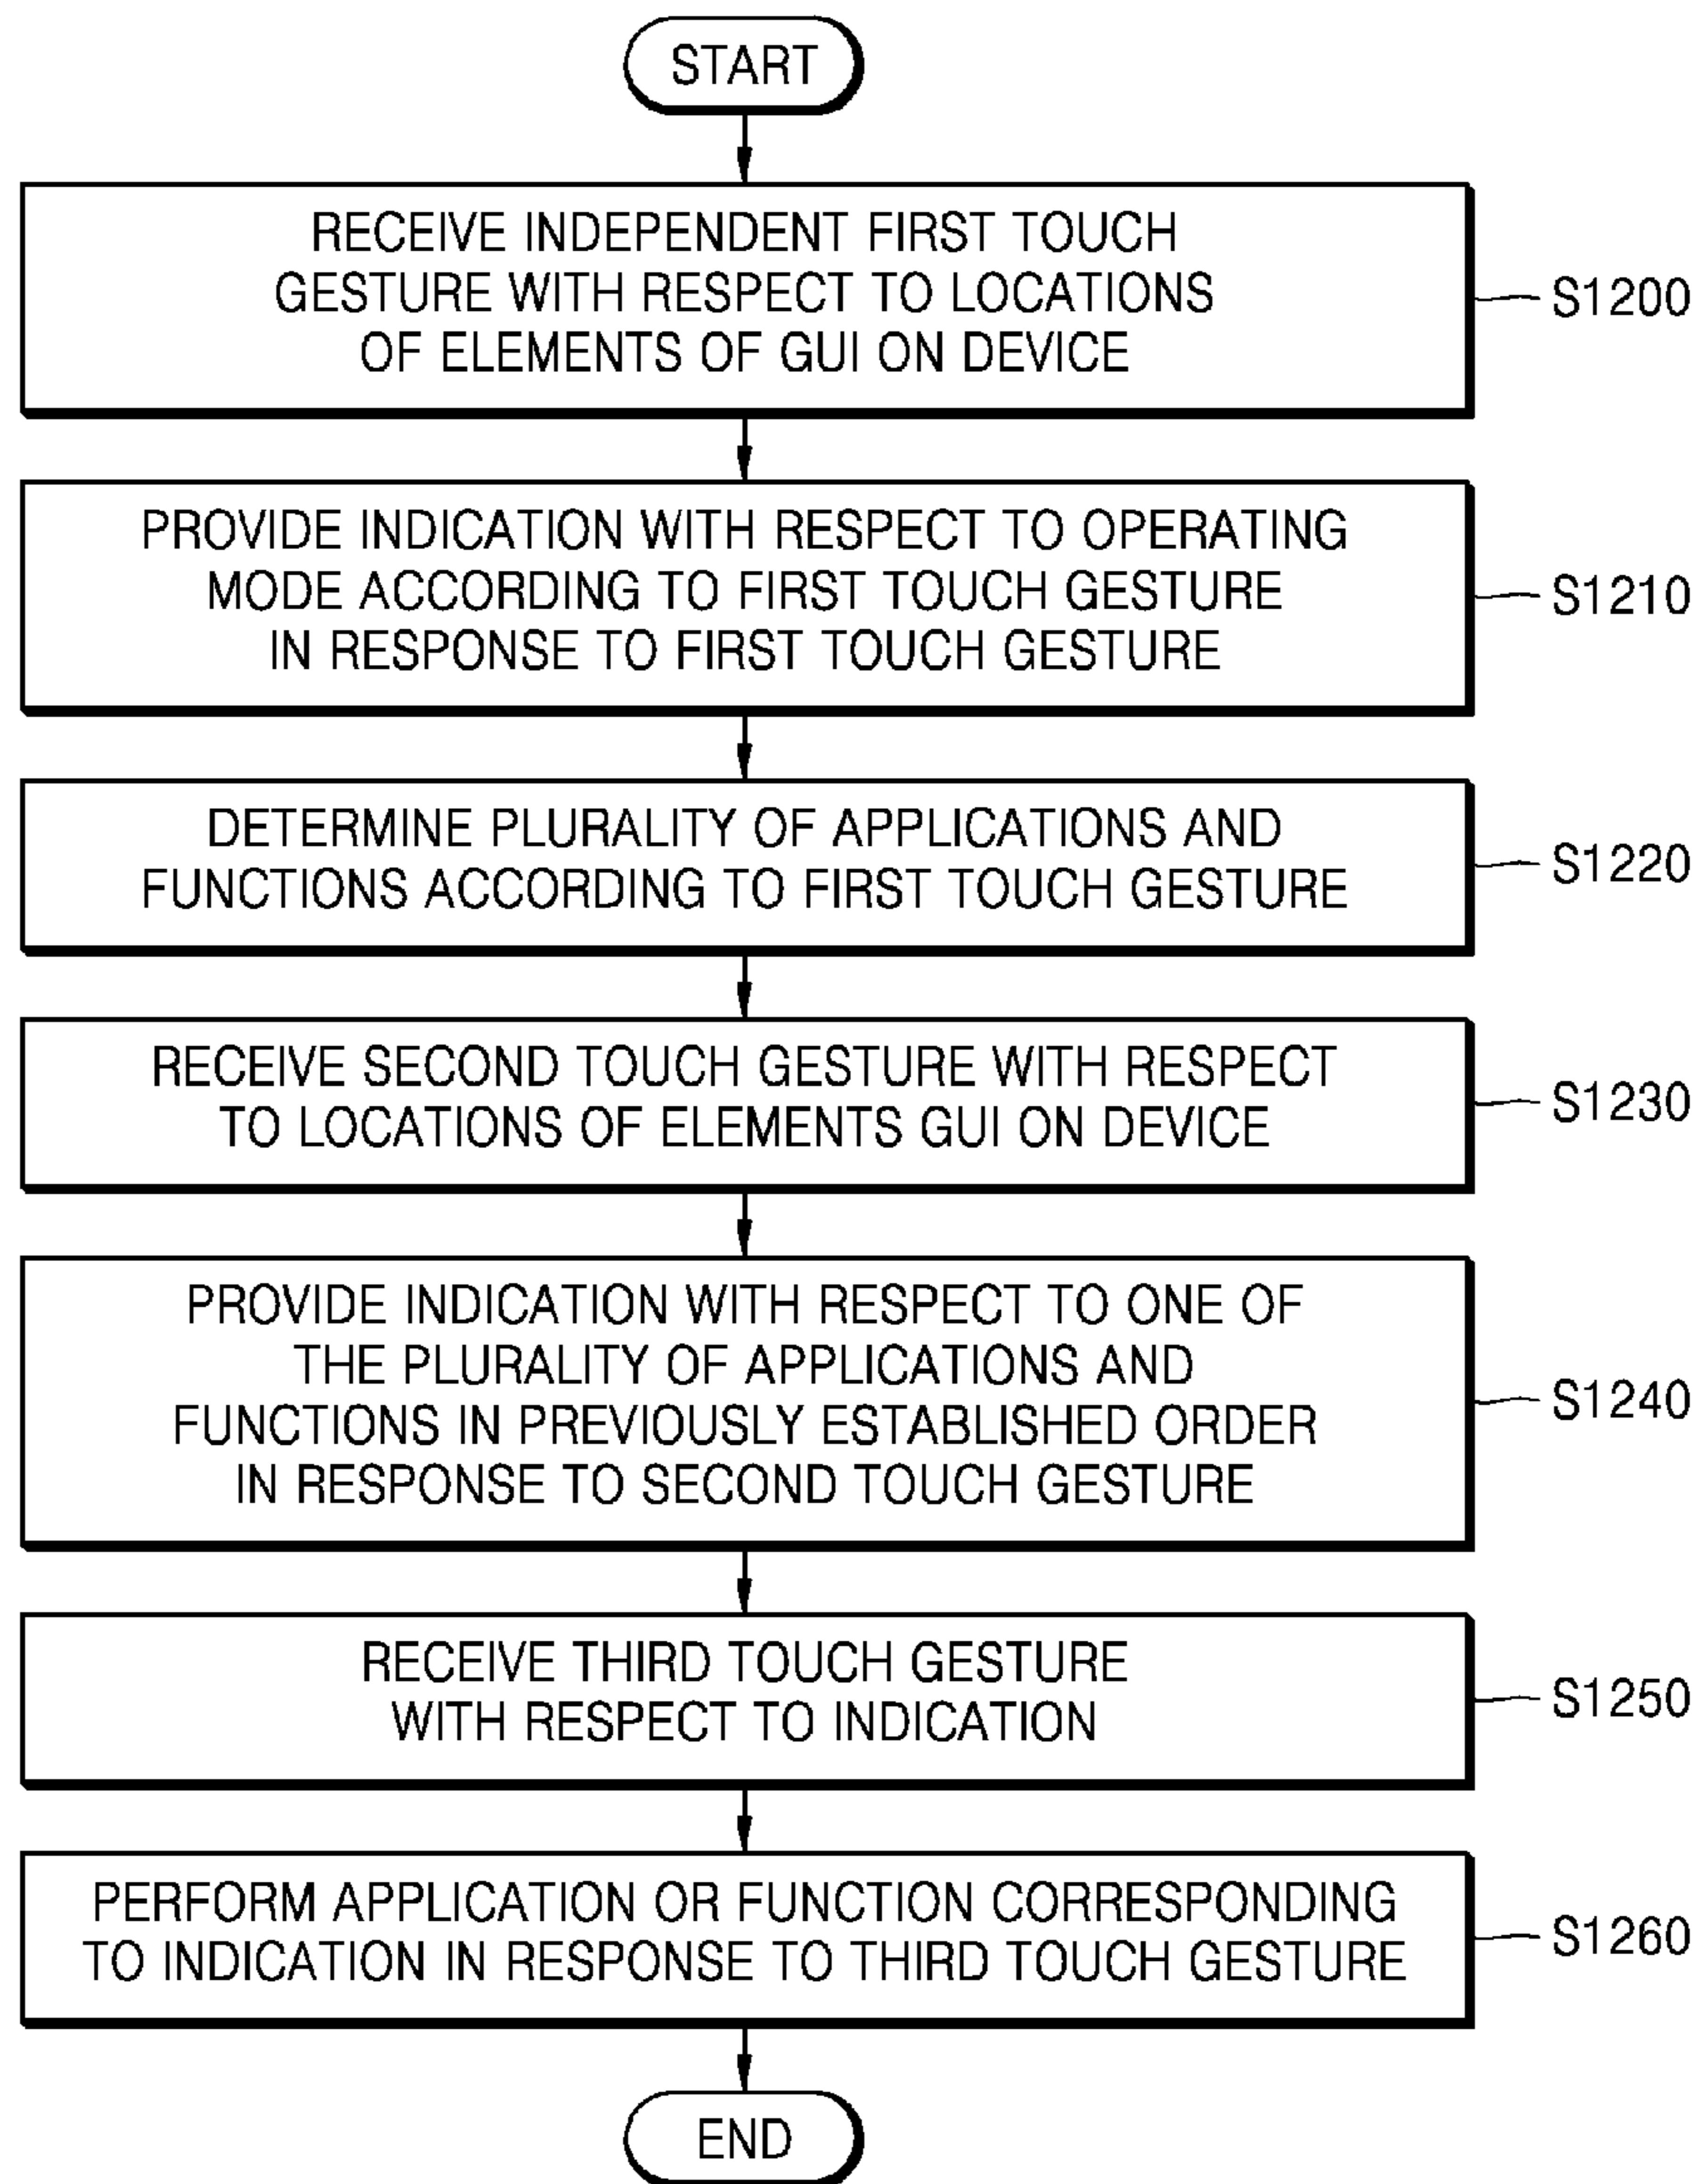 START
RECEIVE INDEPENDENT FIRST TOUCH
GESTURE WITH RESPECT TO LOCATIONS
OF ELEMENTS OF GUI ON DEVICE
S1200
PROVIDE INDICATION WITH RESPECT TO OPERATING
MODE ACCORDING TO FIRST TOUCH GESTURE
IN RESPONSE TO FIRST TOUCH GESTURE
S1210
DETERMINE PLURALITY OF APPLICATIONS AND
FUNCTIONS ACCORDING TO FIRST TOUCH GESTURE
S1220
RECEIVE SECOND TOUCH GESTURE WITH RESPECT
TO LOCATIONS OF ELEMENTS GUI ON DEVICE
S1230
PROVIDE INDICATION WITH RESPECT TO ONE OF
THE PLURALITY OF APPLICATIONS AND
FUNCTIONS IN PREVIOUSLY ESTABLISHED ORDER
IN RESPONSE TO SECOND TOUCH GESTURE
S1240
RECEIVE THIRD TOUCH GESTURE
WITH RESPECT TO INDICATION
S1250
PERFORM APPLICATION OR FUNCTION CORRESPONDING
TO INDICATION IN RESPONSE TO THIRD TOUCH GESTURE
S1260
END